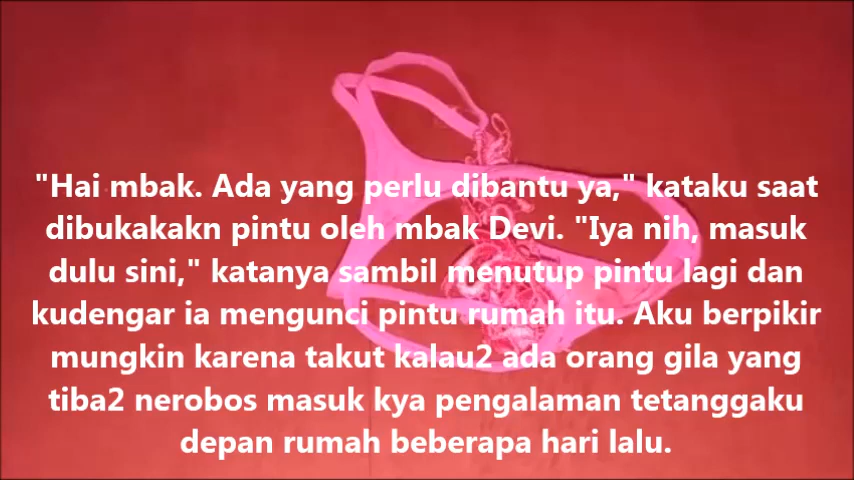 "Hai mbak. Ada yang perlu dibantu ya," kataku saat
dibukakakn pintu oleh mbak Devi. "Iya nih, masuk
dulu sini," katanya sambil menutup pintu lagi dan
kudengar ia mengunci pintu rumah itu. Aku berpikir
mungkin karena takut kalau2 ada orang gila yang
tiba2 nerobos masuk kya pengalaman tetanggaku
depan rumah beberapa hari lalu.